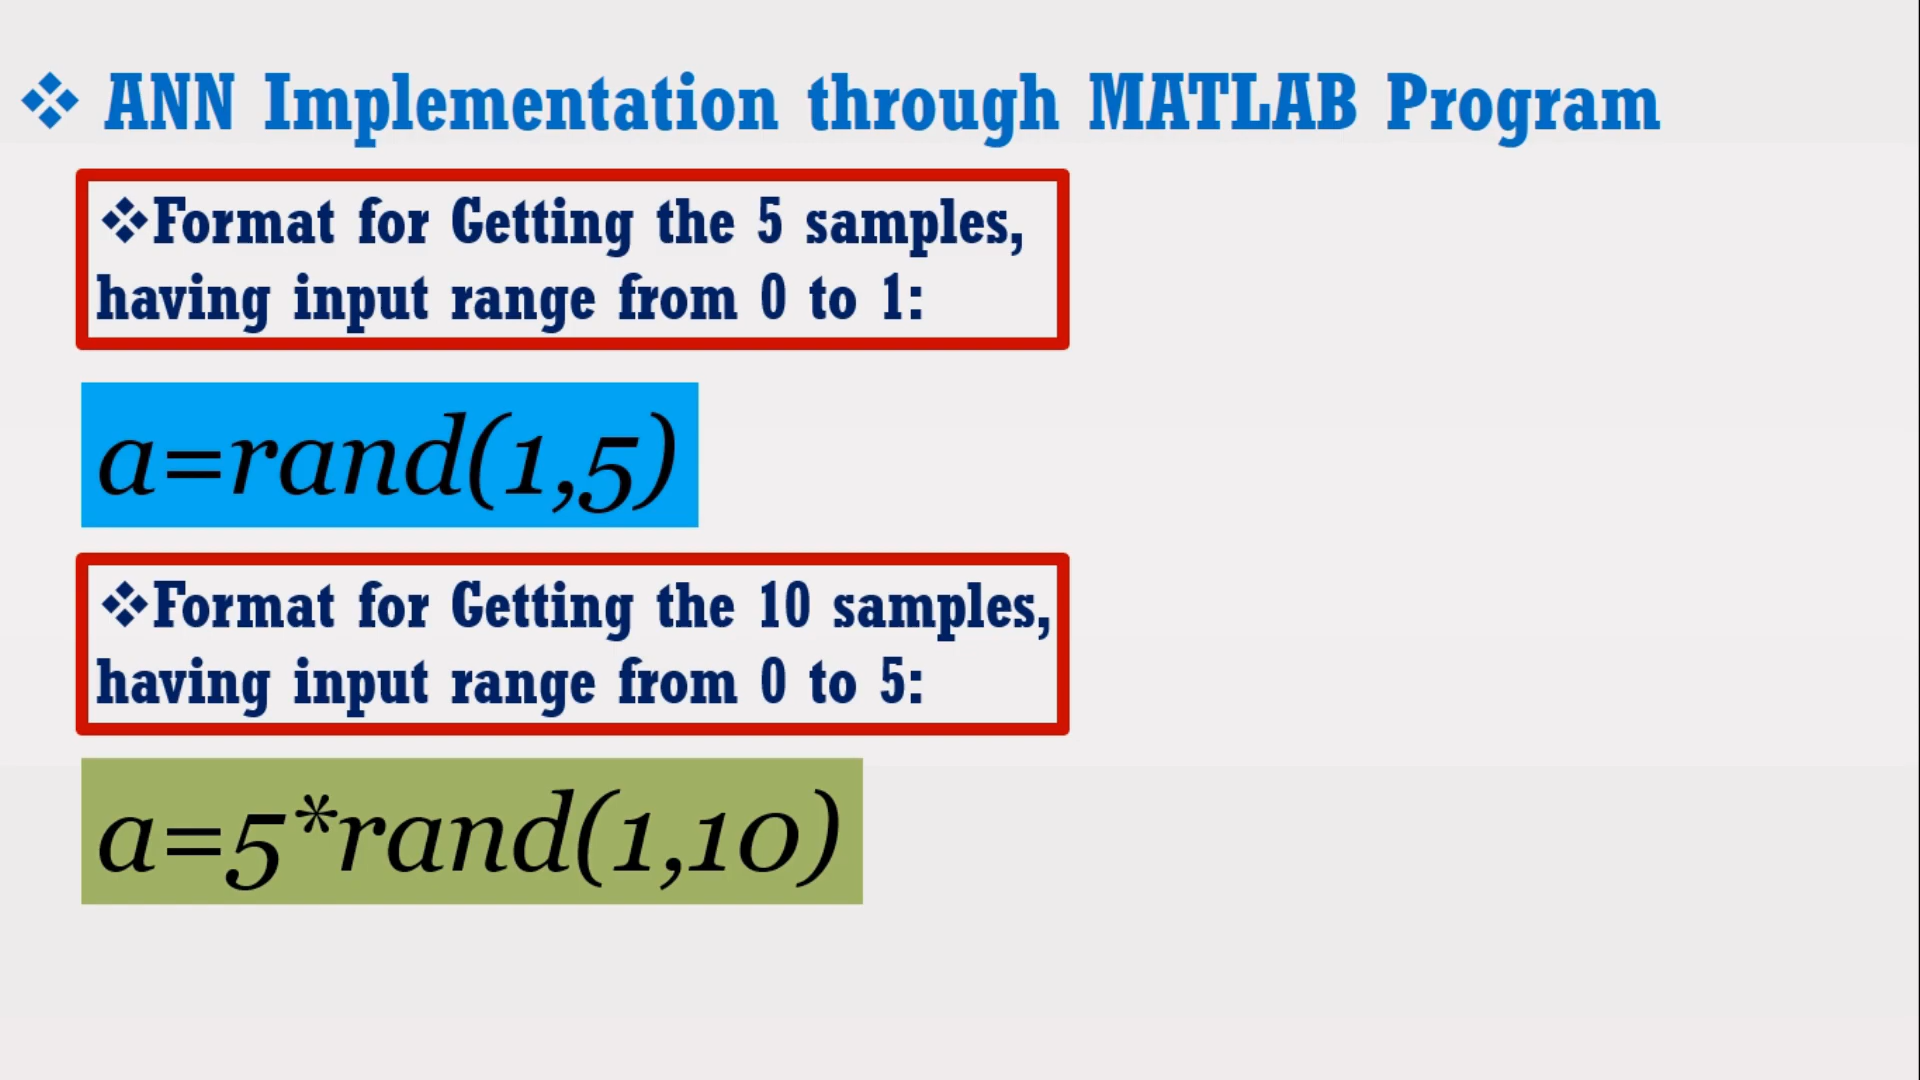 ❖ ANN Implementation through MATLAB Program
❖Format for Getting the 5 samples,
having input range from 0 to 1:
a=rand(1,5)
❖Format for Getting the 10 samples,
having input range from 0 to 5:
a=5*rand(1,10)